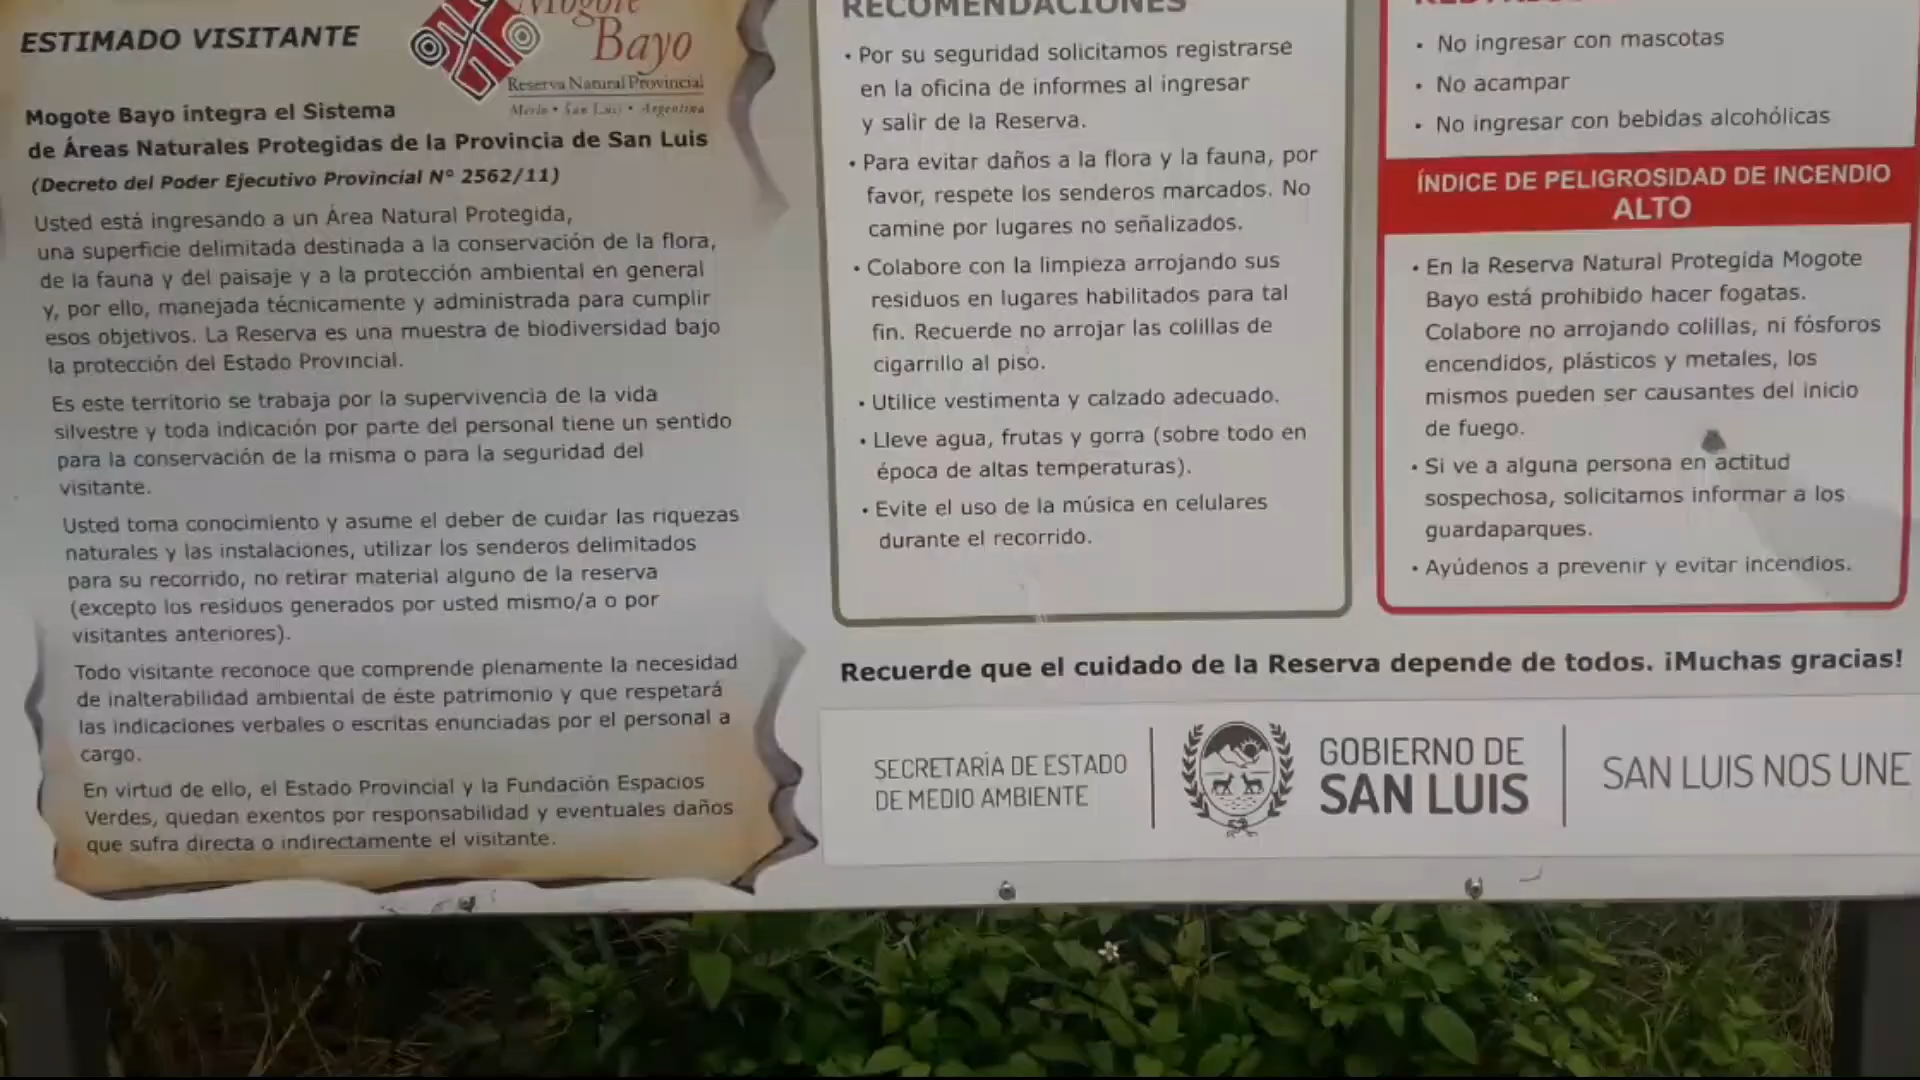 ESTIMADO VISITANTE
Mogote
Bayo
Reserva Natural Provincial
Merlo • San Luis • Argentina
Mogote Bayo integra el Sistema
de Áreas Naturales Protegidas de la Provincia de San Luis
(Decreto del Poder Ejecutivo Provincial N° 2562/11)
Usted está ingresando a un Área Natural Protegida,
una superficie delimitada destinada a la conservación de la flora,
de la fauna y del paisaje y a la protección ambiental en general
y, por ello, manejada técnicamente y administrada para cumplir
esos objetivos. La Reserva es una muestra de biodiversidad bajo
la protección del Estado Provincial.
Es este territorio se trabaja por la supervivencia de la vida
silvestre y toda indicación por parte del personal tiene un sentido
para la conservación de la misma o para la seguridad del
visitante.
Usted toma conocimiento y asume el deber de cuidar las riquezas
naturales y las instalaciones, utilizar los senderos delimitados
para su recorrido, no retirar material alguno de la reserva
(excepto los residuos generados por usted mismo/a o por
visitantes anteriores).
Todo visitante reconoce que comprende plenamente la necesidad
de inalterabilidad ambiental de éste patrimonio y que respetará
las indicaciones verbales o escritas enunciadas por el personal a
cargo.
En virtud de ello, el Estado Provincial y la Fundación Espacios
Verdes, quedan exentos por responsabilidad y eventuales daños
que sufra directa o indirectamente el visitante.
RECOMENDACIONES
• Por su seguridad solicitamos registrarse
en la oficina de informes al ingresar
y salir de la Reserva.
• Para evitar daños a la flora y la fauna, por
favor, respete los senderos marcados. No
camine por lugares no señalizados.
• Colabore con la limpieza arrojando sus
residuos en lugares habilitados para tal
fin. Recuerde no arrojar las colillas de
cigarrillo al piso.
• Utilice vestimenta y calzado adecuado.
• Lleve agua, frutas y gorra (sobre todo en
época de altas temperaturas).
• Evite el uso de la música en celulares
durante el recorrido.
• No ingresar con mascotas
• No acampar
• No ingresar con bebidas alcohólicas
ÍNDICE DE PELIGROSIDAD DE INCENDIO
ALTO
• En la Reserva Natural Protegida Mogote
Bayo está prohibido hacer fogatas.
Colabore no arrojando colillas, ni fósforos
encendidos, plásticos y metales, los
mismos pueden ser causantes del inicio
de fuego.
• Si ve a alguna persona en actitud
sospechosa, solicitamos informar a los
guardaparques.
• Ayúdenos a prevenir y evitar incendios.
Recuerde que el cuidado de la Reserva depende de todos. ¡Muchas gracias!
SECRETARÍA DE ESTADO
DE MEDIO AMBIENTE
GOBIERNO DE
SAN LUIS
SAN LUIS NOS UNE